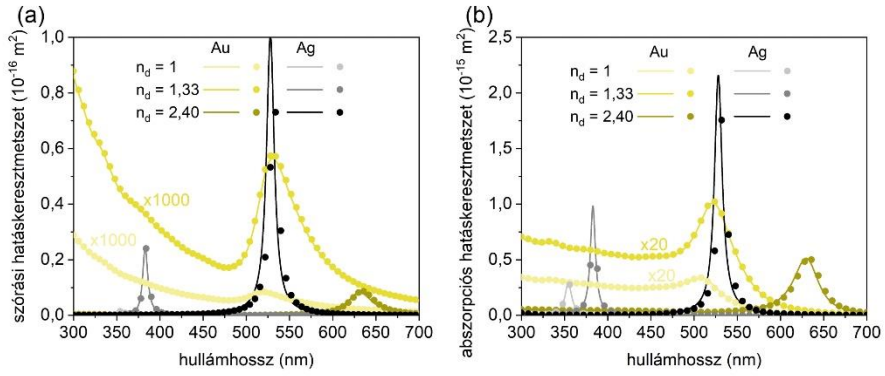 (a)
szórási hatáskeresztmetszet (10⁻¹⁶ m²)
1,0
0,8
0,6
0,4
0,2
0,0
Au Ag
n_d = 1
n_d = 1,33
n_d = 2,40
x1000
x1000
300 350 400 450 500 550 600 650 700
hullámhossz (nm)
(b)
abszorpciós hatáskeresztmetszet (10⁻¹⁵ m²)
2,5
2,0
1,5
1,0
0,5
0,0
Au Ag
n_d = 1
n_d = 1,33
n_d = 2,40
x20
x20
300 350 400 450 500 550 600 650 700
hullámhossz (nm)